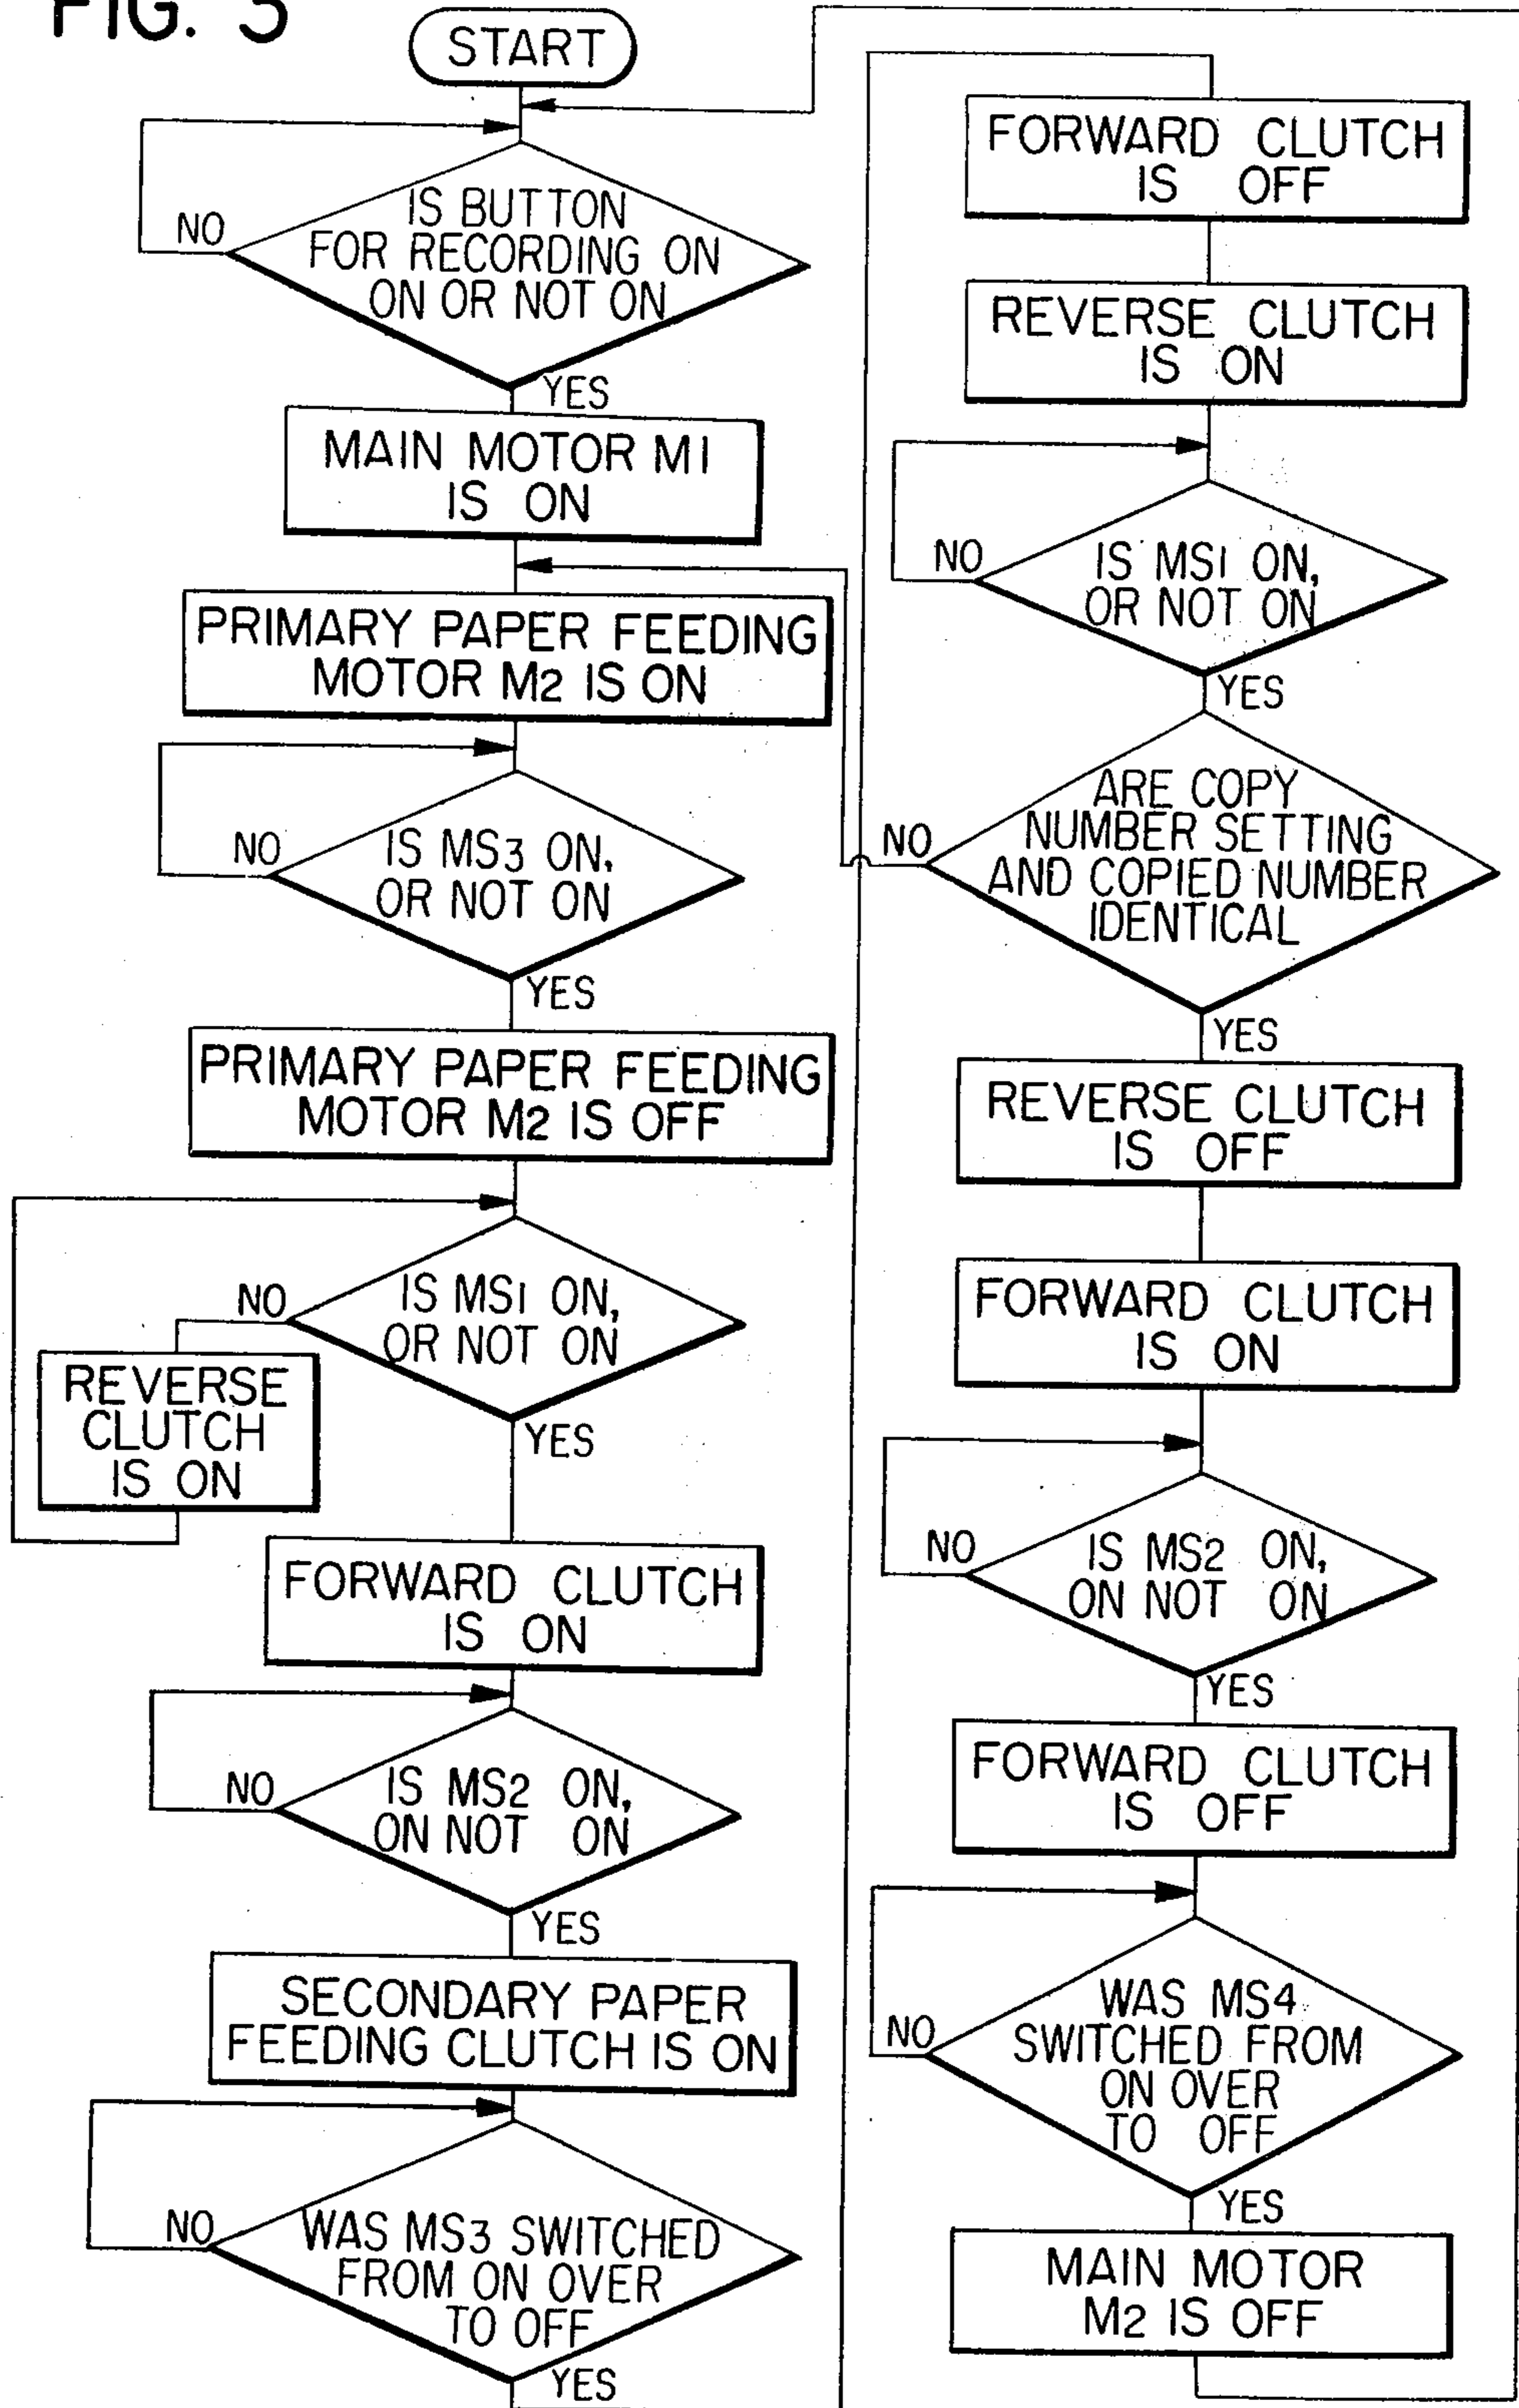 FIG. 3
START
IS BUTTON
FOR RECORDING ON
ON OR NOT ON
NO
YES
MAIN MOTOR M1
IS ON
PRIMARY PAPER FEEDING
MOTOR M2 IS ON
IS MS3 ON,
OR NOT ON
NO
YES
PRIMARY PAPER FEEDING
MOTOR M2 IS OFF
IS MS1 ON,
OR NOT ON
NO
REVERSE
CLUTCH
IS ON
YES
FORWARD CLUTCH
IS ON
IS MS2 ON,
ON NOT ON
NO
YES
SECONDARY PAPER
FEEDING CLUTCH IS ON
WAS MS3 SWITCHED
FROM ON OVER
TO OFF
NO
YES
FORWARD CLUTCH
IS OFF
REVERSE CLUTCH
IS ON
IS MS1 ON,
OR NOT ON
NO
YES
ARE COPY
NUMBER SETTING
AND COPIED NUMBER
IDENTICAL
NO
YES
REVERSE CLUTCH
IS OFF
FORWARD CLUTCH
IS ON
IS MS2 ON,
ON NOT ON
NO
YES
FORWARD CLUTCH
IS OFF
WAS MS4
SWITCHED FROM
ON OVER
TO OFF
NO
YES
MAIN MOTOR
M2 IS OFF